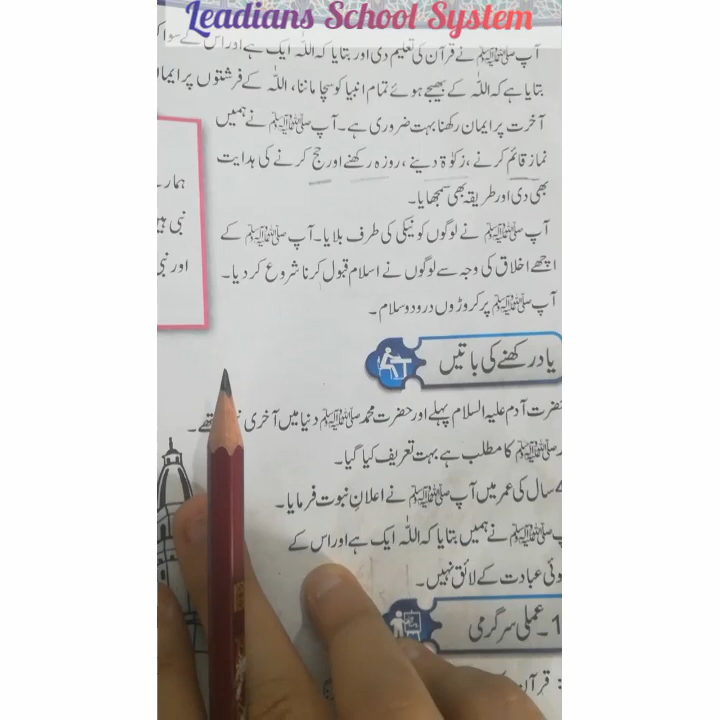 Leadians School System
آپ ﷺ نے قرآن کی تعلیم دی اور بتایا کہ اللہ ایک ہے اور اس کے سوا
بتایا ہے کہ اللہ کے بھیجے ہوئے تمام انبیا کو سچا ماننا، اللہ کے فرشتوں پر ایمان
آخرت پر ایمان رکھنا بہت ضروری ہے۔ آپ ﷺ نے ہمیں
نماز قائم کرنے، زکوٰۃ دینے، روزہ رکھنے اور حج کرنے کی ہدایت
بھی دی اور طریقہ بھی سمجھایا۔
آپ ﷺ نے لوگوں کو نیکی کی طرف بلایا۔ آپ ﷺ کے
اچھے اخلاق کی وجہ سے لوگوں نے اسلام قبول کرنا شروع کر دیا۔
آپ ﷺ پر کروڑوں درود و سلام۔
ہمار
نبی ہیں
اور نبی
یاد رکھنے کی باتیں
حضرت آدم علیہ السلام پہلے اور حضرت محمد ﷺ دنیا میں آخری تھے۔
ﷺ کا مطلب ہے بہت تعریف کیا گیا۔
سال کی عمر میں آپ ﷺ نے اعلانِ نبوت فرمایا۔
ﷺ نے ہمیں بتایا کہ اللہ ایک ہے اور اس کے
عبادت کے لائق نہیں۔
1۔ عملی سرگرمی
: قرآن